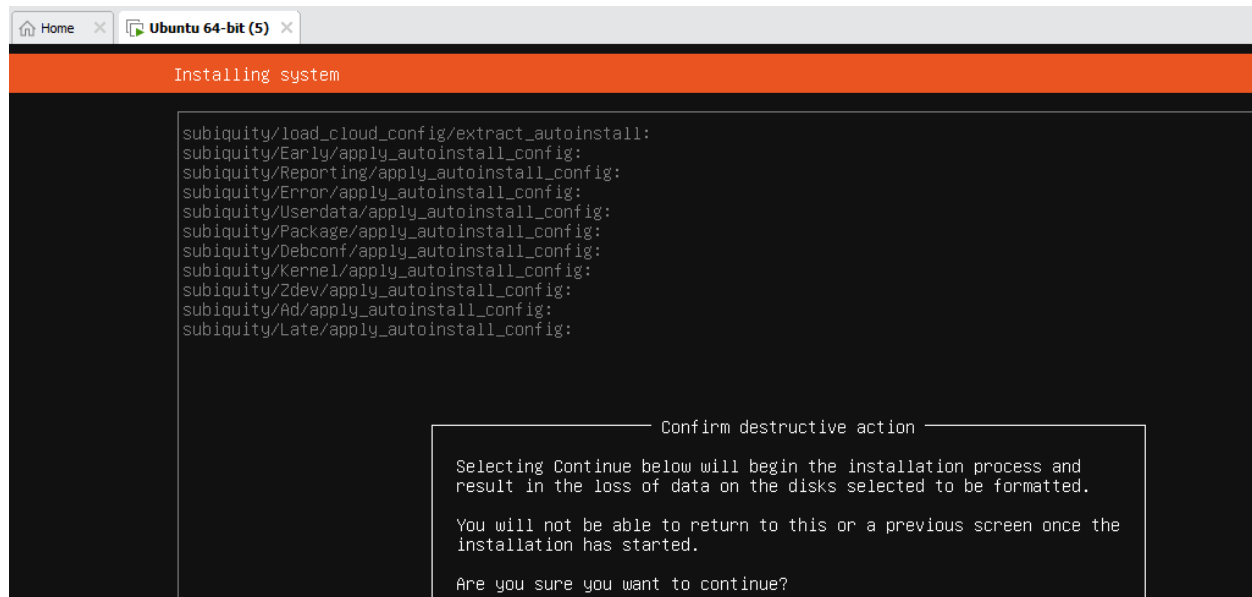 Home
Ubuntu 64-bit (5)
Installing system
subiquity/load_cloud_config/extract_autoinstall:
subiquity/Early/apply_autoinstall_config:
subiquity/Reporting/apply_autoinstall_config:
subiquity/Error/apply_autoinstall_config:
subiquity/Userdata/apply_autoinstall_config:
subiquity/Package/apply_autoinstall_config:
subiquity/Debconf/apply_autoinstall_config:
subiquity/Kernel/apply_autoinstall_config:
subiquity/Zdev/apply_autoinstall_config:
subiquity/Ad/apply_autoinstall_config:
subiquity/Late/apply_autoinstall_config:
Confirm destructive action
Selecting Continue below will begin the installation process and
result in the loss of data on the disks selected to be formatted.
You will not be able to return to this or a previous screen once the
installation has started.
Are you sure you want to continue?